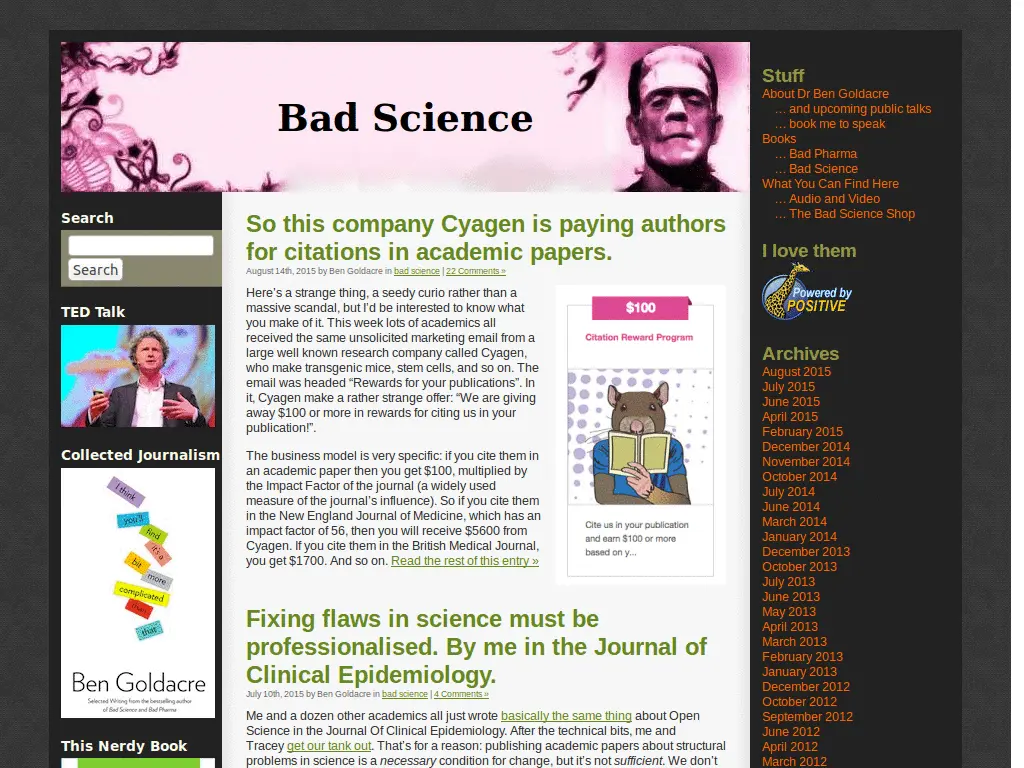 Bad Science
Search
Search
TED Talk
Collected Journalism
I think
you'll
find
it's a
bit
more
complicated
than
that
Ben Goldacre
Selected Writing from the bestselling author
of Bad Science and Bad Pharma
This Nerdy Book
So this company Cyagen is paying authors
for citations in academic papers.
August 14th, 2015 by Ben Goldacre in bad science | 22 Comments »
Here’s a strange thing, a seedy curio rather than a
massive scandal, but I’d be interested to know what
you make of it. This week lots of academics all
received the same unsolicited marketing email from a
large well known research company called Cyagen,
who make transgenic mice, stem cells, and so on. The
email was headed “Rewards for your publications”. In
it, Cyagen make a rather strange offer: “We are giving
away $100 or more in rewards for citing us in your
publication!”.
The business model is very specific: if you cite them in
an academic paper then you get $100, multiplied by
the Impact Factor of the journal (a widely used
measure of the journal’s influence). So if you cite them
in the New England Journal of Medicine, which has an
impact factor of 56, then you will receive $5600 from
Cyagen. If you cite them in the British Medical Journal,
you get $1700. And so on. Read the rest of this entry »
$100
Citation Reward Program
Cite us in your publication
and earn $100 or more
based on y...
Fixing flaws in science must be
professionalised. By me in the Journal of
Clinical Epidemiology.
July 10th, 2015 by Ben Goldacre in bad science | 4 Comments »
Me and a dozen other academics all just wrote basically the same thing about Open
Science in the Journal Of Clinical Epidemiology. After the technical bits, me and
Tracey get our tank out. That’s for a reason: publishing academic papers about structural
problems in science is a necessary condition for change, but it’s not sufficient. We don’t
Stuff
About Dr Ben Goldacre
… and upcoming public talks
… book me to speak
Books
… Bad Pharma
… Bad Science
What You Can Find Here
… Audio and Video
… The Bad Science Shop
I love them
Powered by
POSITIVE
Archives
August 2015
July 2015
June 2015
April 2015
February 2015
December 2014
November 2014
October 2014
July 2014
June 2014
March 2014
January 2014
December 2013
October 2013
July 2013
June 2013
May 2013
April 2013
March 2013
February 2013
January 2013
December 2012
October 2012
September 2012
June 2012
April 2012
March 2012